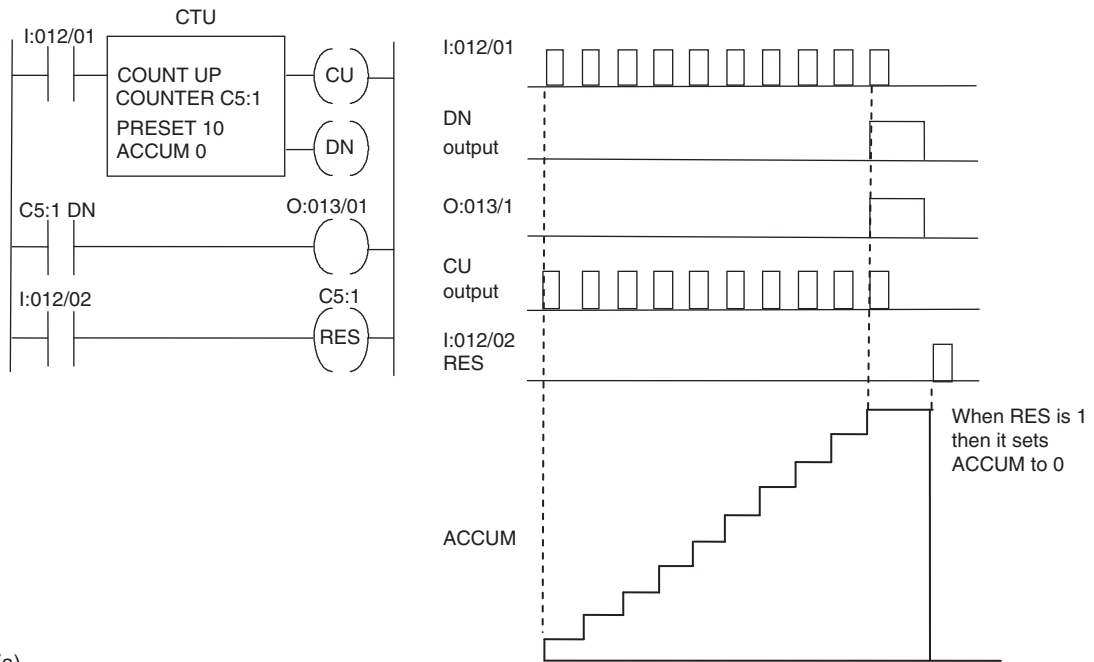 CTU
I:012/01
COUNT UP
COUNTER C5:1
PRESET 10
ACCUM 0
CU
DN
C5:1 DN
O:013/01
I:012/02
C5:1
RES
I:012/01
DN
output
O:013/1
CU
output
I:012/02
RES
When RES is 1
then it sets
ACCUM to 0
ACCUM